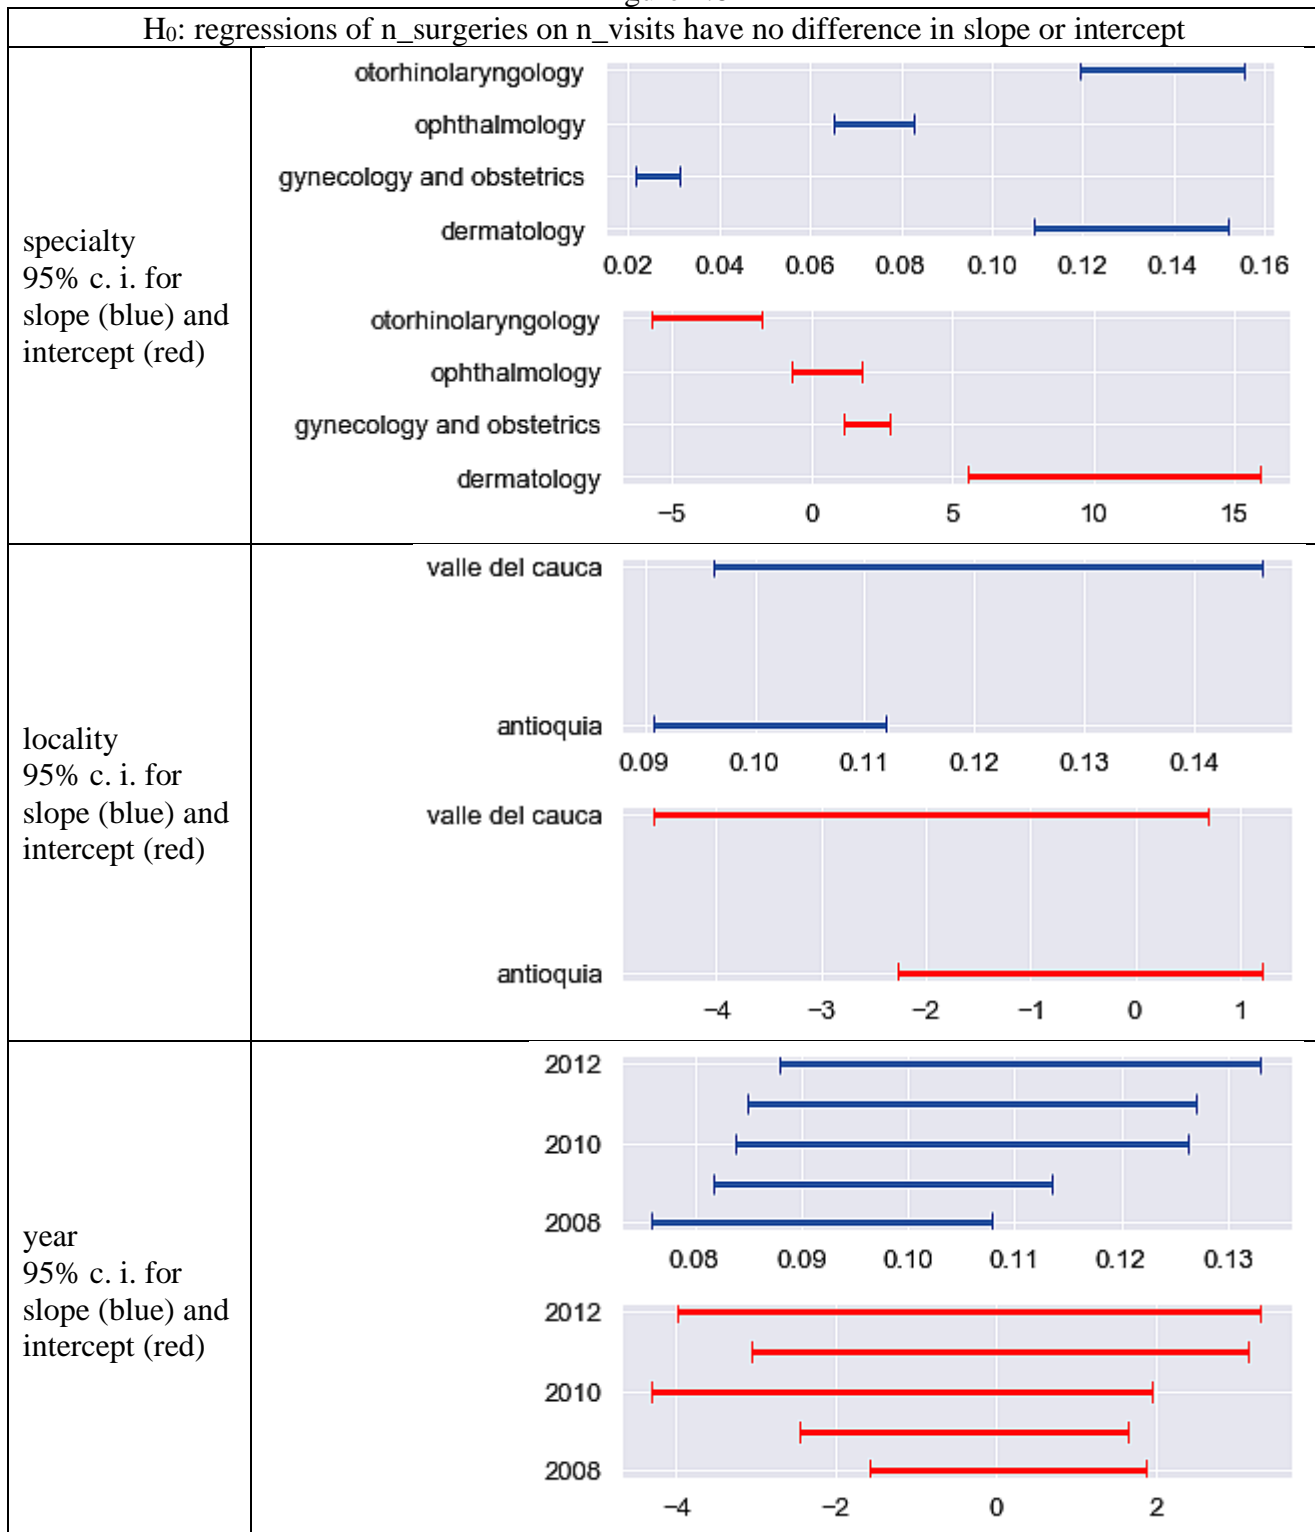 H₀: regressions of n_surgeries on n_visits have no difference in slope or intercept
specialty
95% c. i. for
slope (blue) and
intercept (red)
otorhinolaryngology
ophthalmology
gynecology and obstetrics
dermatology
0.02 0.04 0.06 0.08 0.10 0.12 0.14 0.16
otorhinolaryngology
ophthalmology
gynecology and obstetrics
dermatology
−5 0 5 10 15
locality
95% c. i. for
slope (blue) and
intercept (red)
valle del cauca
antioquia
0.09 0.10 0.11 0.12 0.13 0.14
valle del cauca
antioquia
−4 −3 −2 −1 0 1
year
95% c. i. for
slope (blue) and
intercept (red)
2012
2010
2008
0.08 0.09 0.10 0.11 0.12 0.13
2012
2010
2008
−4 −2 0 2